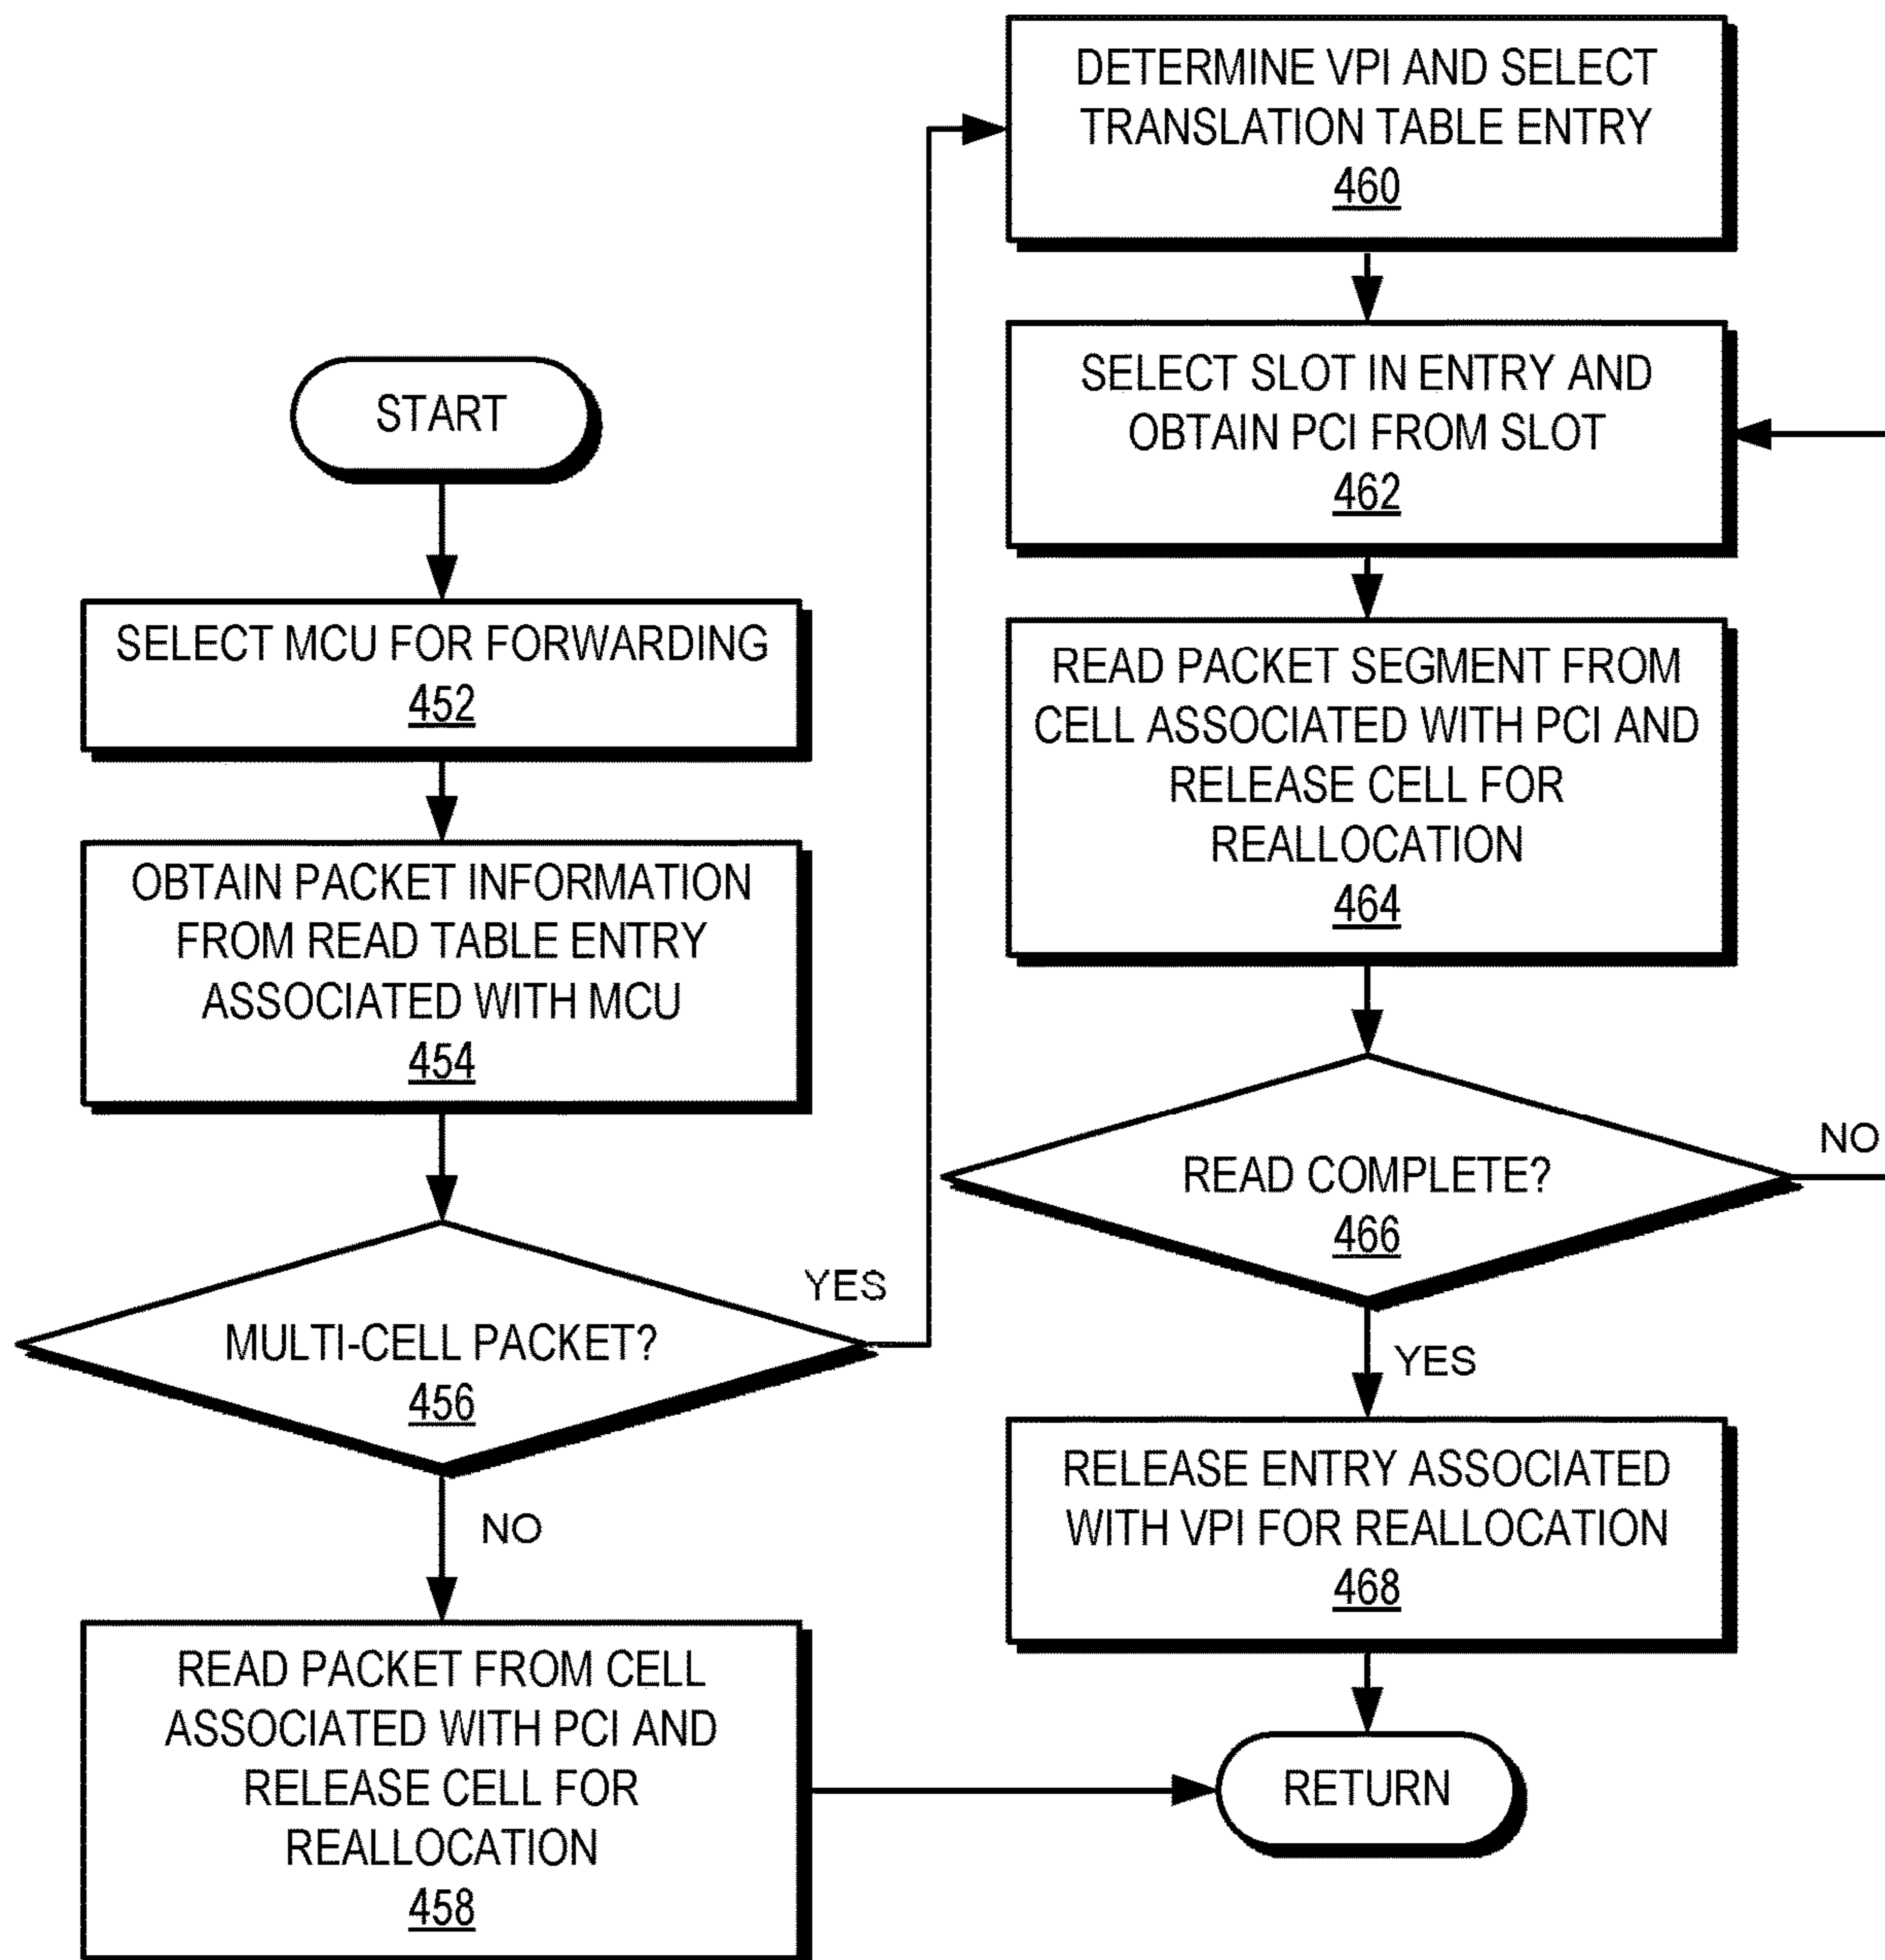 START
SELECT MCU FOR FORWARDING
452
OBTAIN PACKET INFORMATION
FROM READ TABLE ENTRY
ASSOCIATED WITH MCU
454
MULTI-CELL PACKET?
456
YES
NO
READ PACKET FROM CELL
ASSOCIATED WITH PCI AND
RELEASE CELL FOR
REALLOCATION
458
DETERMINE VPI AND SELECT
TRANSLATION TABLE ENTRY
460
SELECT SLOT IN ENTRY AND
OBTAIN PCI FROM SLOT
462
READ PACKET SEGMENT FROM
CELL ASSOCIATED WITH PCI AND
RELEASE CELL FOR
REALLOCATION
464
READ COMPLETE?
466
NO
YES
RELEASE ENTRY ASSOCIATED
WITH VPI FOR REALLOCATION
468
RETURN